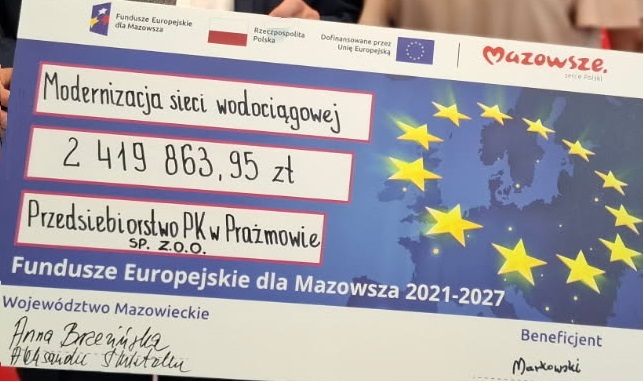 Fundusze Europejskie
dla Mazowsza
Rzeczpospolita
Polska
Dofinansowane przez
Unię Europejską
Mazowsze.
serce Polski
Modernizacja sieci wodociągowej
2 419 863,95 zł
Przedsiebiorstwo PK w Prażmowie
SP. Z.O.O.
Fundusze Europejskie dla Mazowsza 2021-2027
Województwo Mazowieckie
Anna Brzezińska
Beneficjent
Markowski